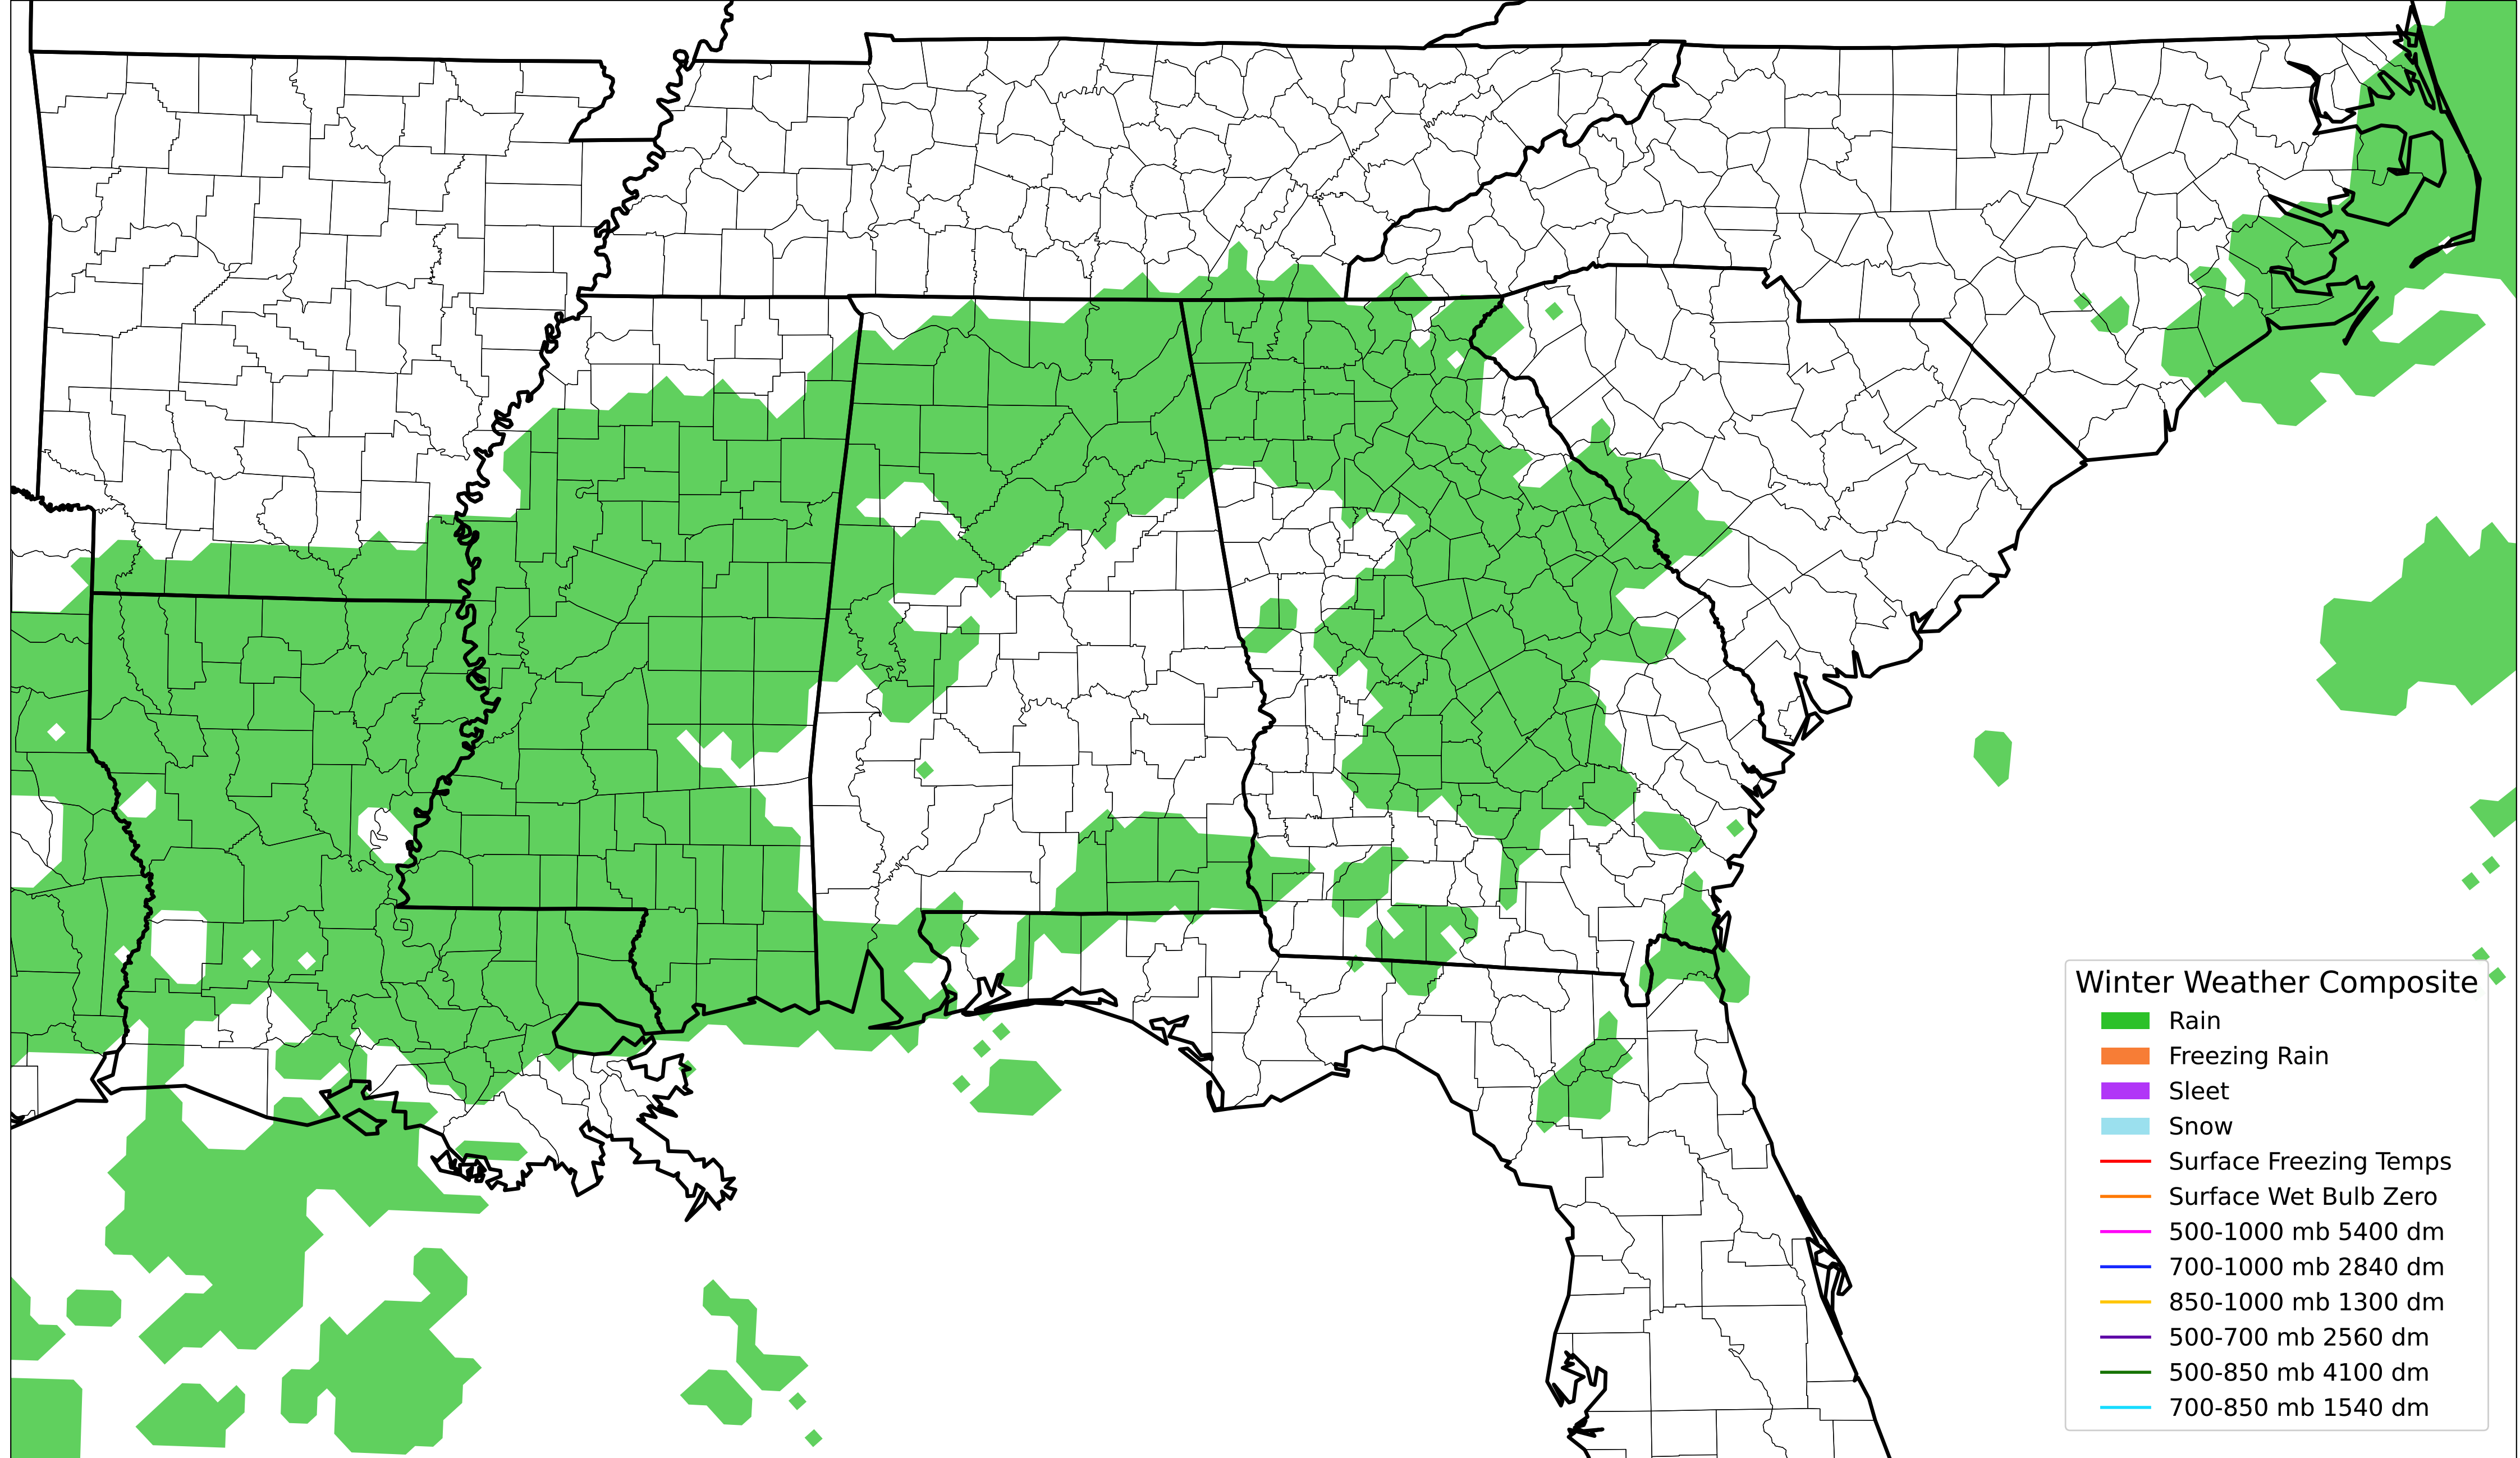 Winter Weather Composite
Rain
Freezing Rain
Sleet
Snow
Surface Freezing Temps
Surface Wet Bulb Zero
500-1000 mb 5400 dm
700-1000 mb 2840 dm
850-1000 mb 1300 dm
500-700 mb 2560 dm
500-850 mb 4100 dm
700-850 mb 1540 dm